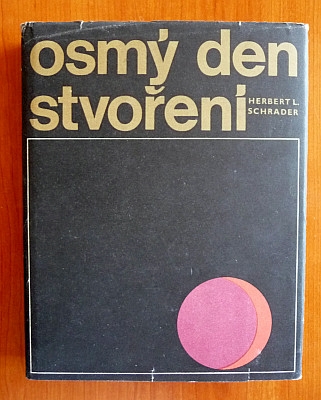 osmý den
stvoření
HERBERT L.
SCHRADER